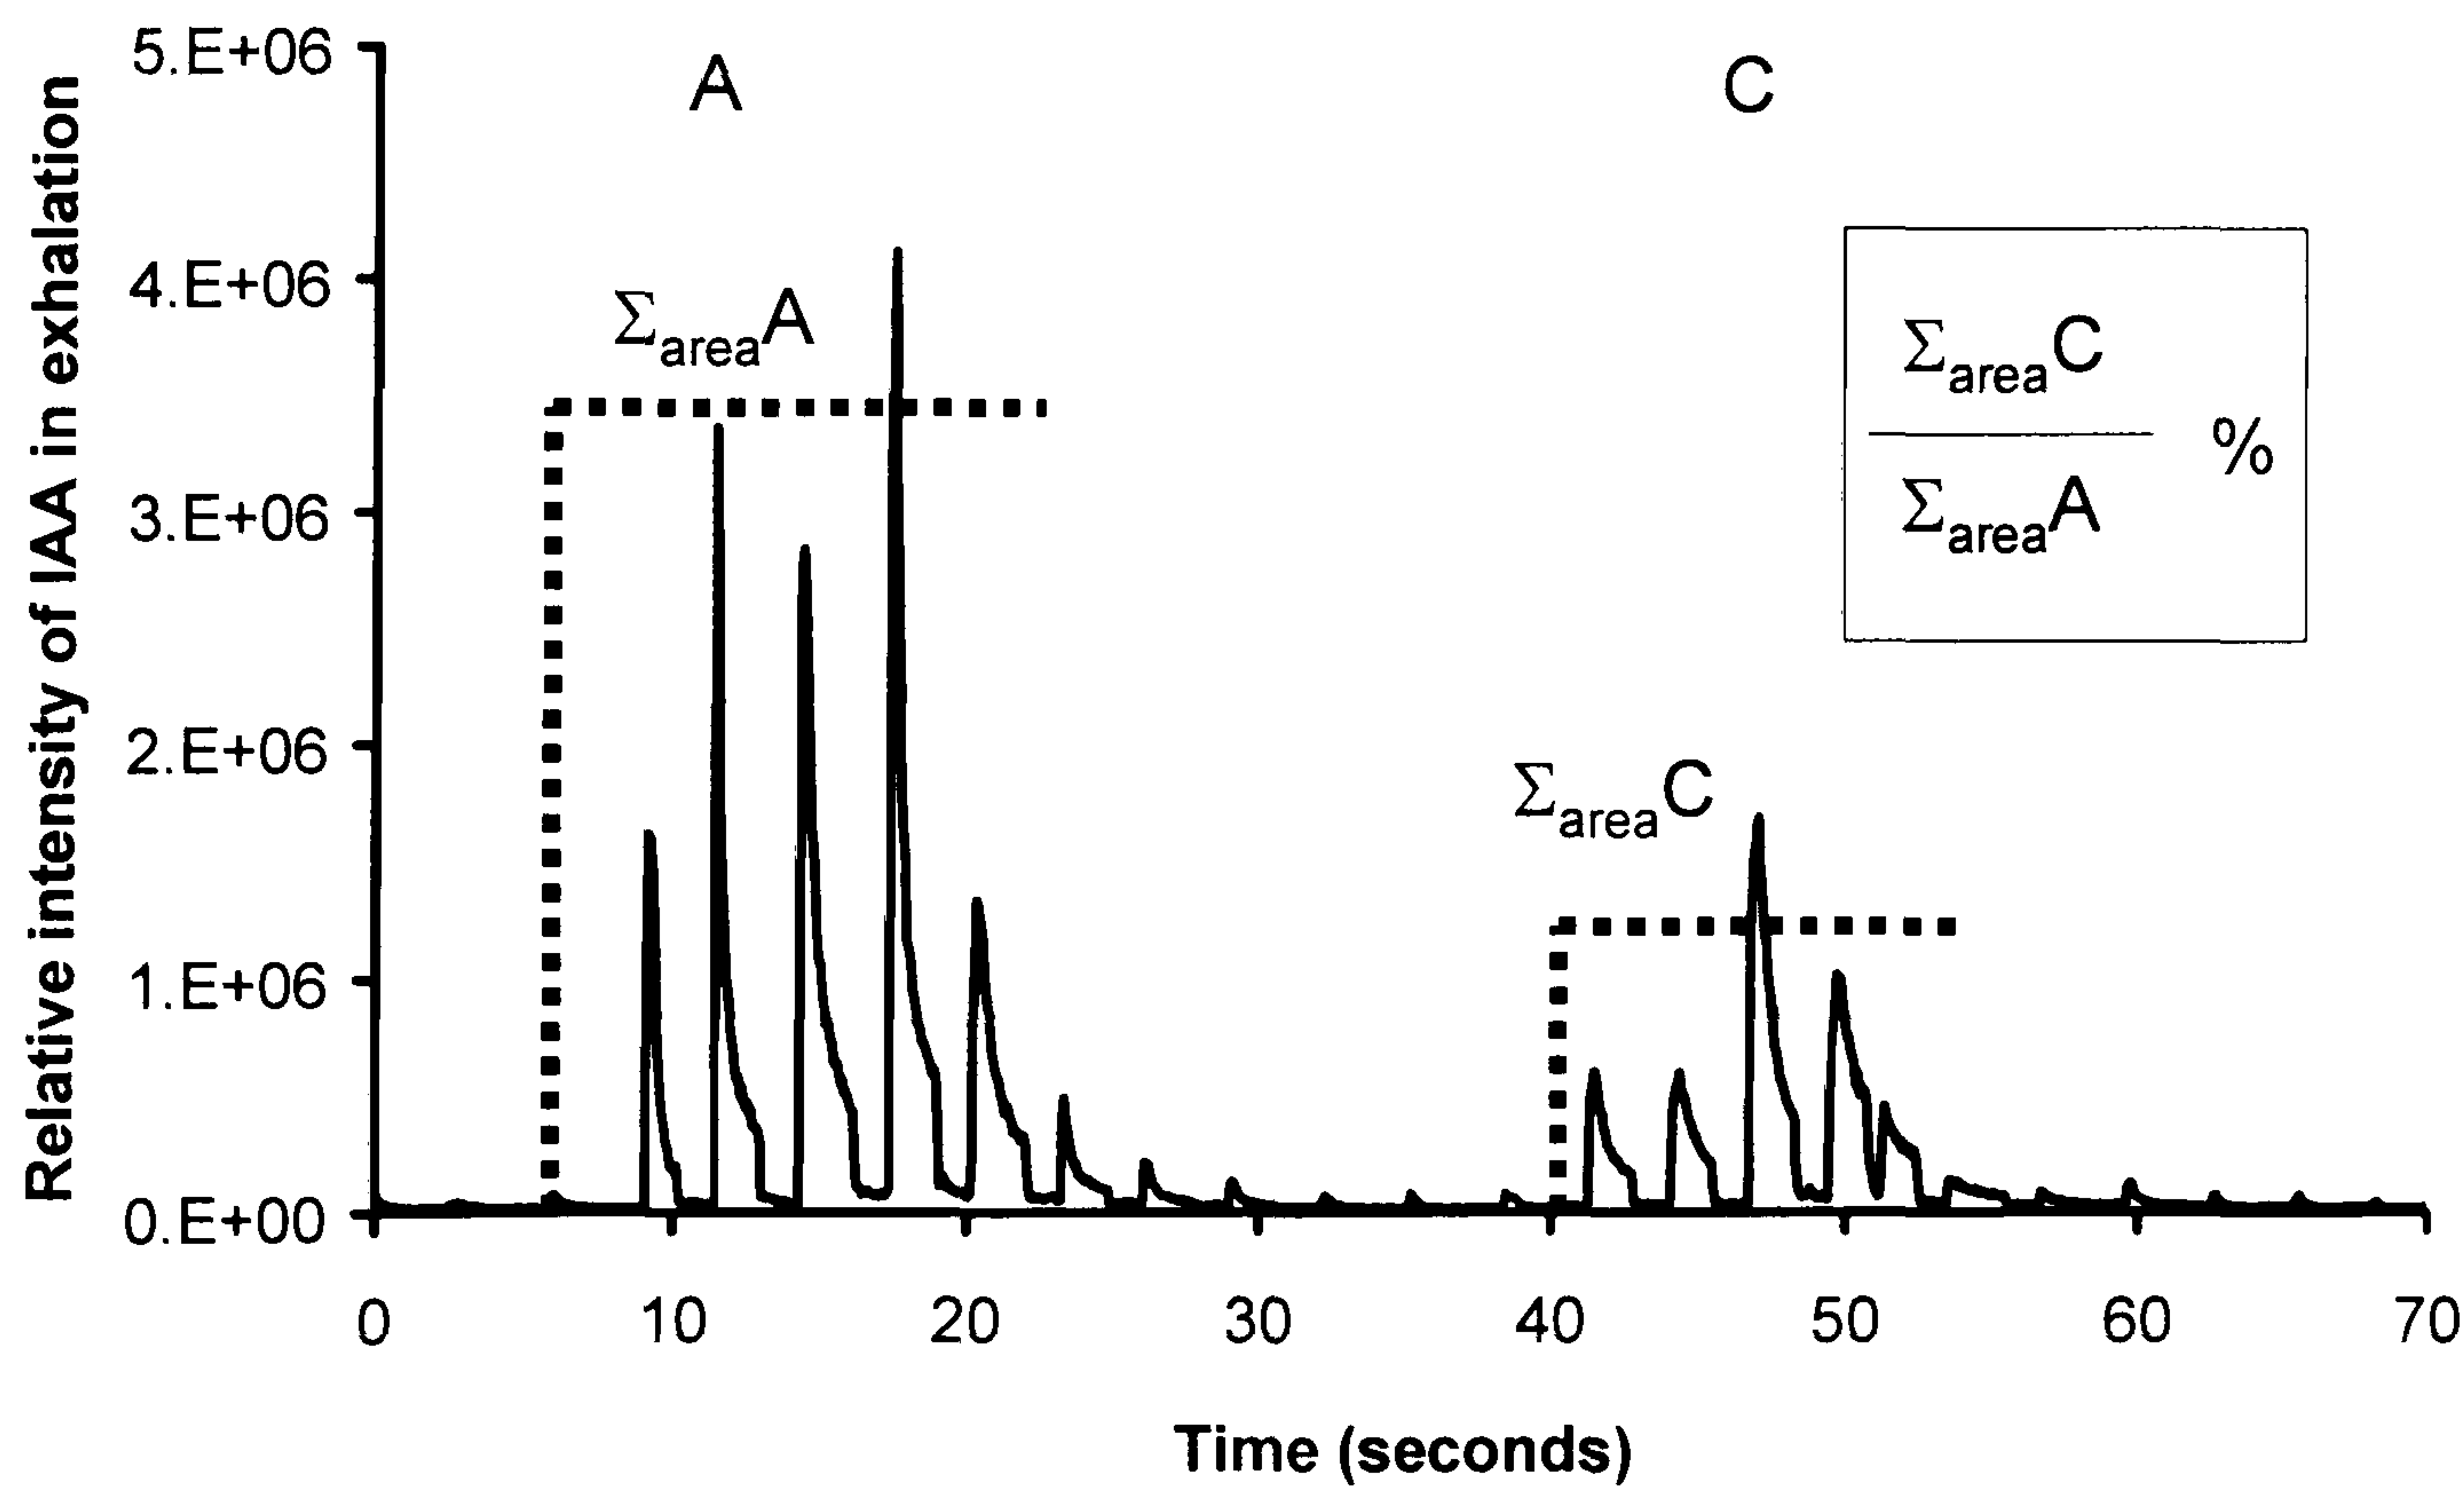 Relative intensity of IAA in exhalation
5.E+06
4.E+06
3.E+06
2.E+06
1.E+06
0.E+00
A
C
ΣareaA
ΣareaC
ΣareaC
ΣareaA
%
0 10 20 30 40 50 60 70
Time (seconds)